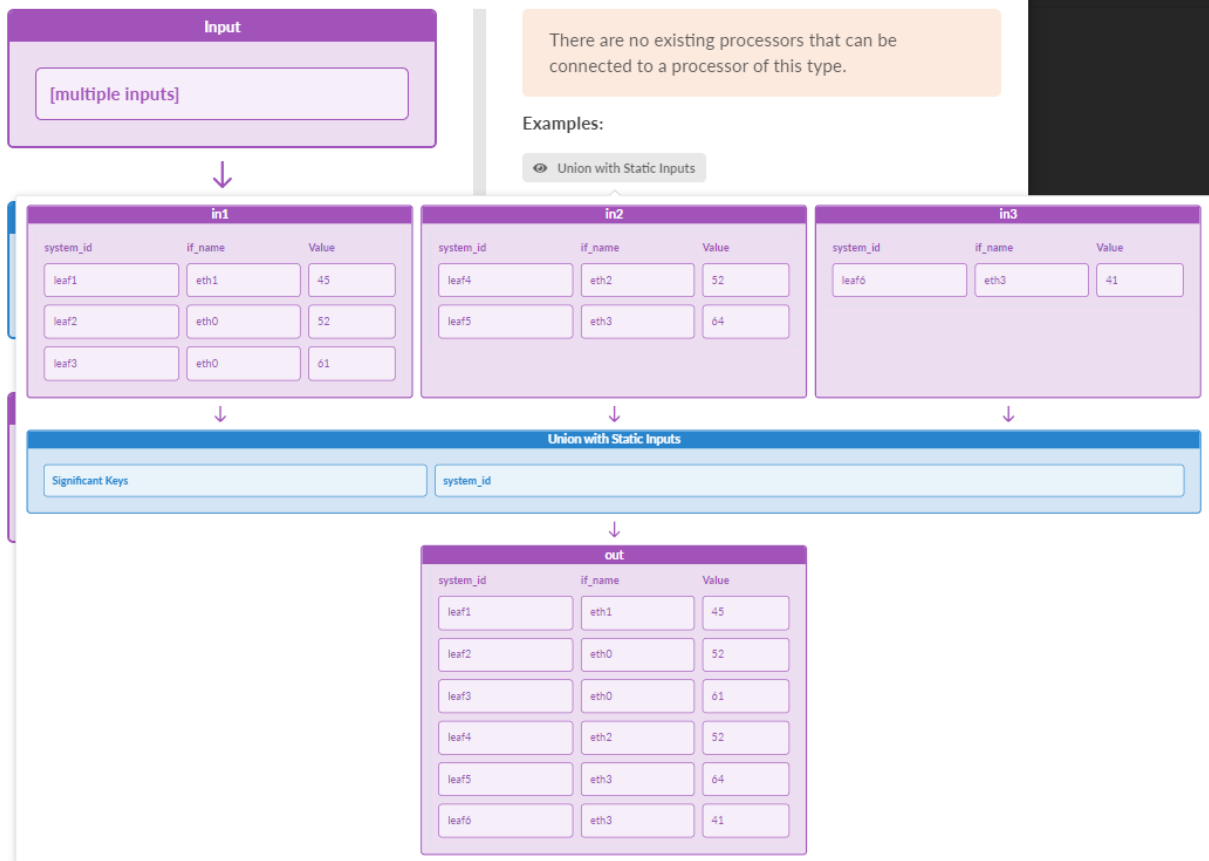 Input
[multiple inputs]
There are no existing processors that can be
connected to a processor of this type.
Examples:
Union with Static Inputs
in1
system_id if_name Value
leaf1 eth1 45
leaf2 eth0 52
leaf3 eth0 61
in2
system_id if_name Value
leaf4 eth2 52
leaf5 eth3 64
in3
system_id if_name Value
leaf6 eth3 41
Union with Static Inputs
Significant Keys system_id
out
system_id if_name Value
leaf1 eth1 45
leaf2 eth0 52
leaf3 eth0 61
leaf4 eth2 52
leaf5 eth3 64
leaf6 eth3 41